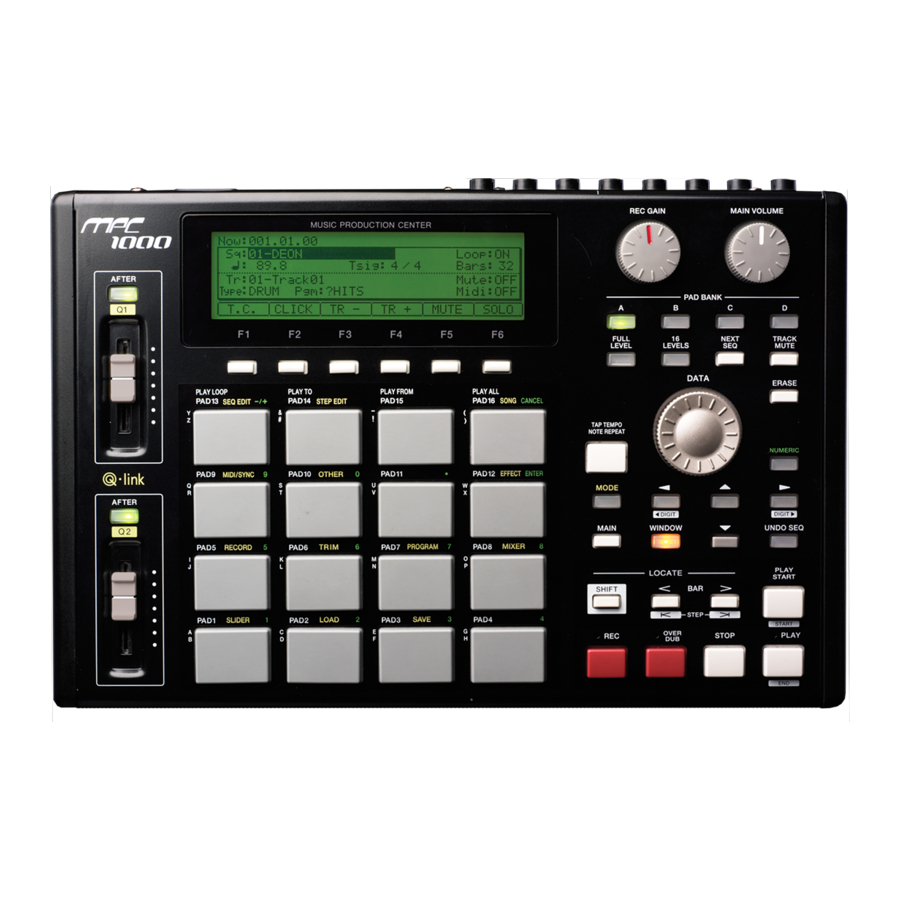 MPC
1000
MUSIC PRODUCTION CENTER
Now:001.01.00
Sq:01-DEON Loop:ON
♩: 89.8 Tsig: 4 / 4 Bars: 32
Tr:01-Track01 Mute:OFF
Type:DRUM Pgm:?HITS Midi:OFF
T.C. CLICK TR - TR + MUTE SOLO
F1 F2 F3 F4 F5 F6
AFTER
Q1
Q·link
AFTER
Q2
REC GAIN MAIN VOLUME
PAD BANK
A B C D
FULL LEVEL 16 LEVELS NEXT SEQ TRACK MUTE
DATA
ERASE
TAP TEMPO
NOTE REPEAT
NUMERIC
MODE ◄ ▲ ►
◄DIGIT DIGIT►
MAIN WINDOW ▼ UNDO SEQ
LOCATE
SHIFT < BAR >
STEP
PLAY
START
START
REC OVER DUB STOP PLAY
END
PLAY LOOP PLAY TO PLAY FROM PLAY ALL
PAD13 SEQ EDIT -/+ PAD14 STEP EDIT PAD15 PAD16 SONG CANCEL
Y Z & # - ! ( )
PAD9 MIDI/SYNC 9 PAD10 OTHER 0 PAD11 • PAD12 EFFECT ENTER
Q R S T U V W X
PAD5 RECORD 5 PAD6 TRIM 6 PAD7 PROGRAM 7 PAD8 MIXER 8
I J K L M N O P
PAD1 SLIDER 1 PAD2 LOAD 2 PAD3 SAVE 3 PAD4 4
A B C D E F G H